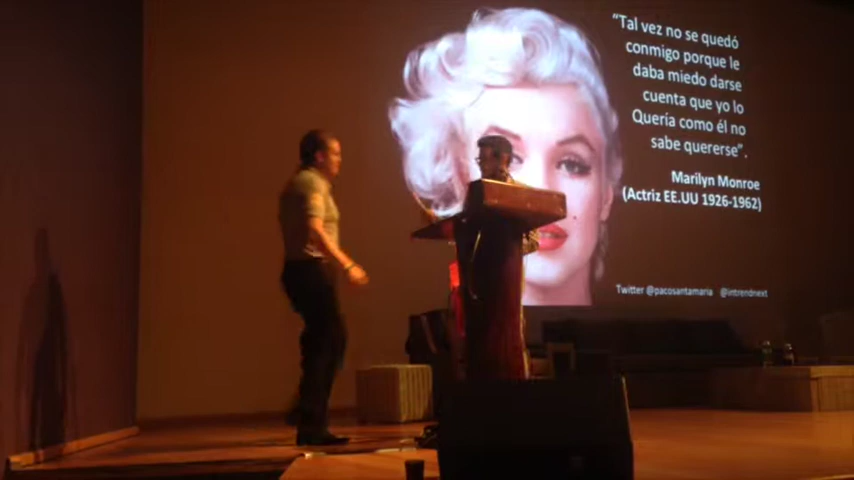 “Tal vez no se quedó
conmigo porque le
daba miedo darse
cuenta que yo lo
Quería como él no
sabe quererse”.
Marilyn Monroe
(Actriz EE.UU 1926-1962)
Twitter @pacosantamaria @intrendnext